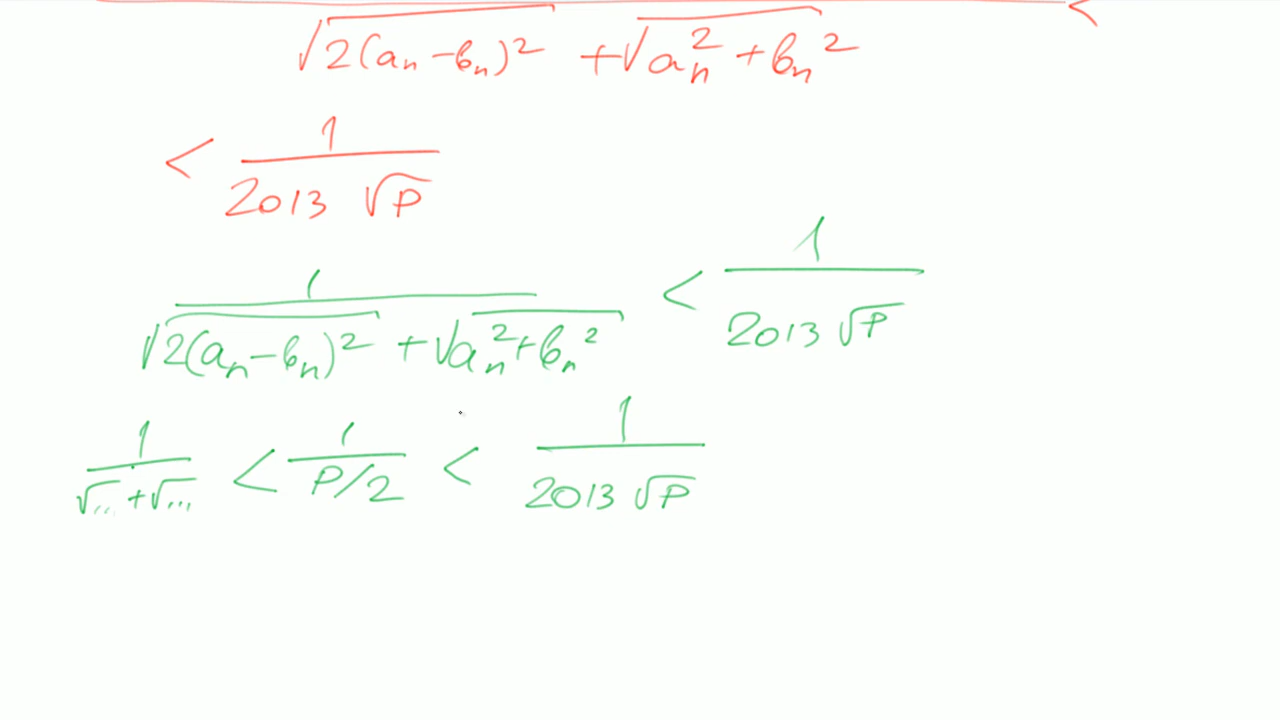 √2(aₙ-bₙ)² + √aₙ²+bₙ² <
< 1/(2013 √P)
1/(√2(aₙ-bₙ)² + √aₙ²+bₙ²) < 1/(2013 √P)
1/(√... + √...) < 1/(P/2) < 1/(2013 √P)